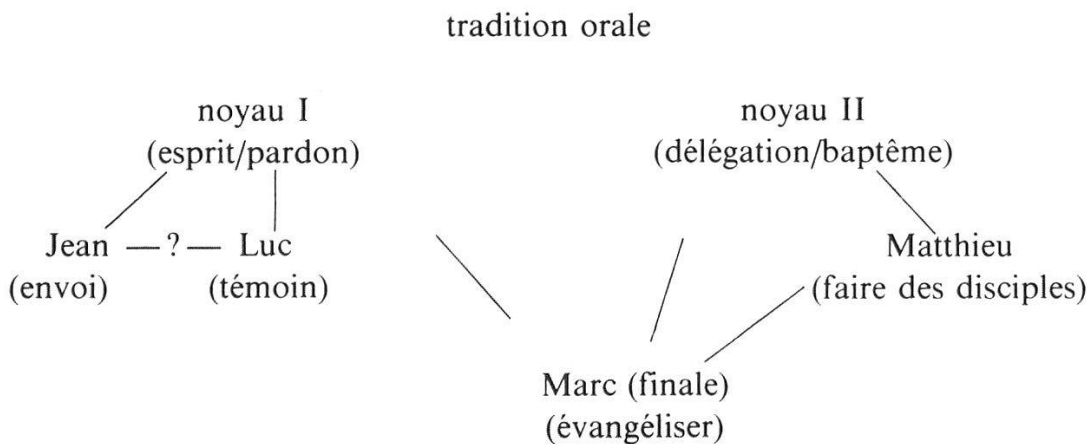 tradition orale
noyau I
(esprit/pardon)
noyau II
(délégation/baptême)
Jean — ? — Luc
(envoi) (témoin)
Matthieu
(faire des disciples)
Marc (finale)
(évangéliser)